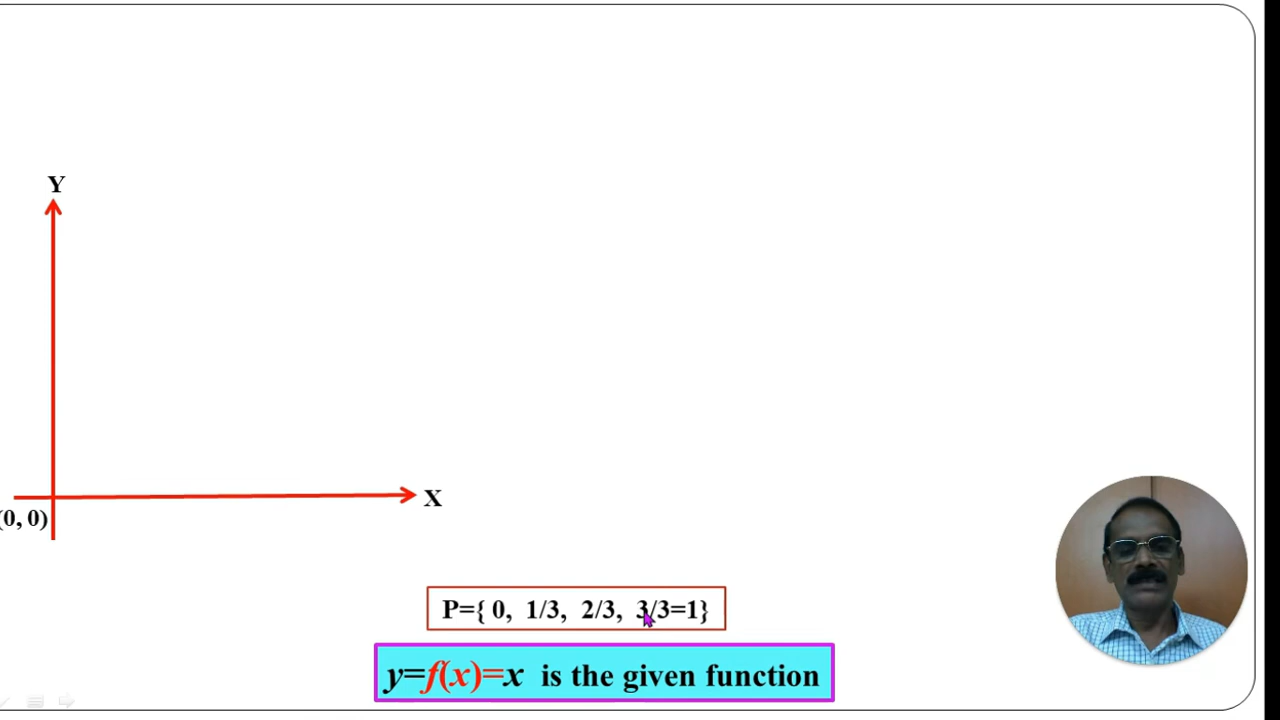 Y
X
(0, 0)
P={ 0, 1/3, 2/3, 3/3=1}
y=f(x)=x is the given function